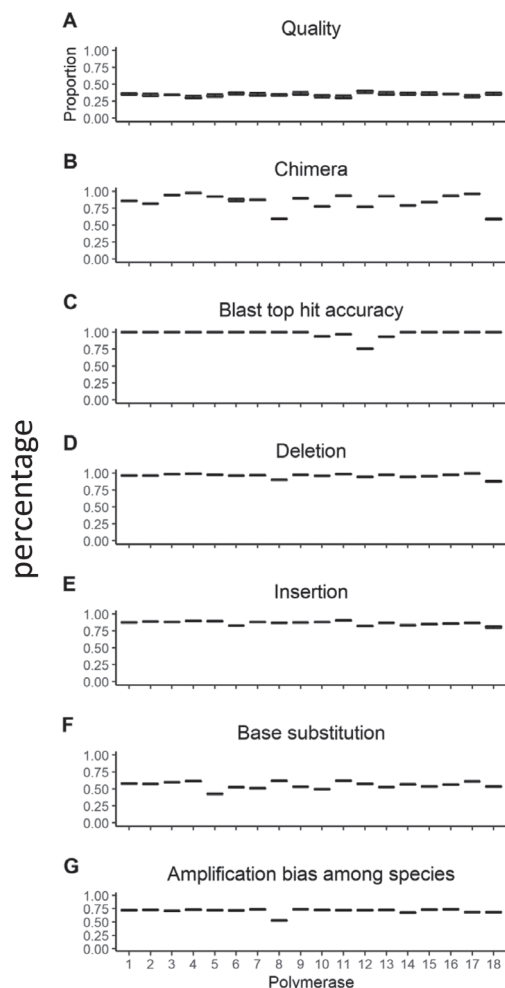 A
Quality
Proportion
1.00
0.75
0.50
0.25
0.00
B
Chimera
1.00
0.75
0.50
0.25
0.00
C
Blast top hit accuracy
1.00
0.75
0.50
0.25
0.00
percentage
D
Deletion
1.00
0.75
0.50
0.25
0.00
E
Insertion
1.00
0.75
0.50
0.25
0.00
F
Base substitution
1.00
0.75
0.50
0.25
0.00
G
Amplification bias among species
1.00
0.75
0.50
0.25
0.00
1 2 3 4 5 6 7 8 9 10 11 12 13 14 15 16 17 18
Polymerase